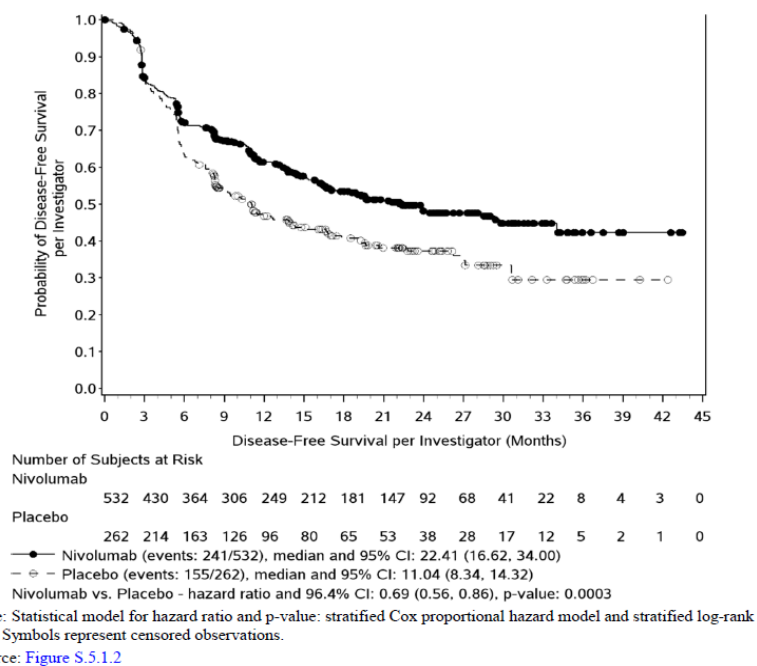 1.0
0.9
0.8
0.7
0.6
0.5
0.4
0.3
0.2
0.1
0.0
Probability of Disease-Free Survival
per Investigator
0 3 6 9 12 15 18 21 24 27 30 33 36 39 42 45
Disease-Free Survival per Investigator (Months)
Number of Subjects at Risk
Nivolumab
532 430 364 306 249 212 181 147 92 68 41 22 8 4 3 0
Placebo
262 214 163 126 96 80 65 53 38 28 17 12 5 2 1 0
Nivolumab (events: 241/532), median and 95% CI: 22.41 (16.62, 34.00)
Placebo (events: 155/262), median and 95% CI: 11.04 (8.34, 14.32)
Nivolumab vs. Placebo - hazard ratio and 96.4% CI: 0.69 (0.56, 0.86), p-value: 0.0003
: Statistical model for hazard ratio and p-value: stratified Cox proportional hazard model and stratified log-rank
Symbols represent censored observations.
: Figure S.5.1.2